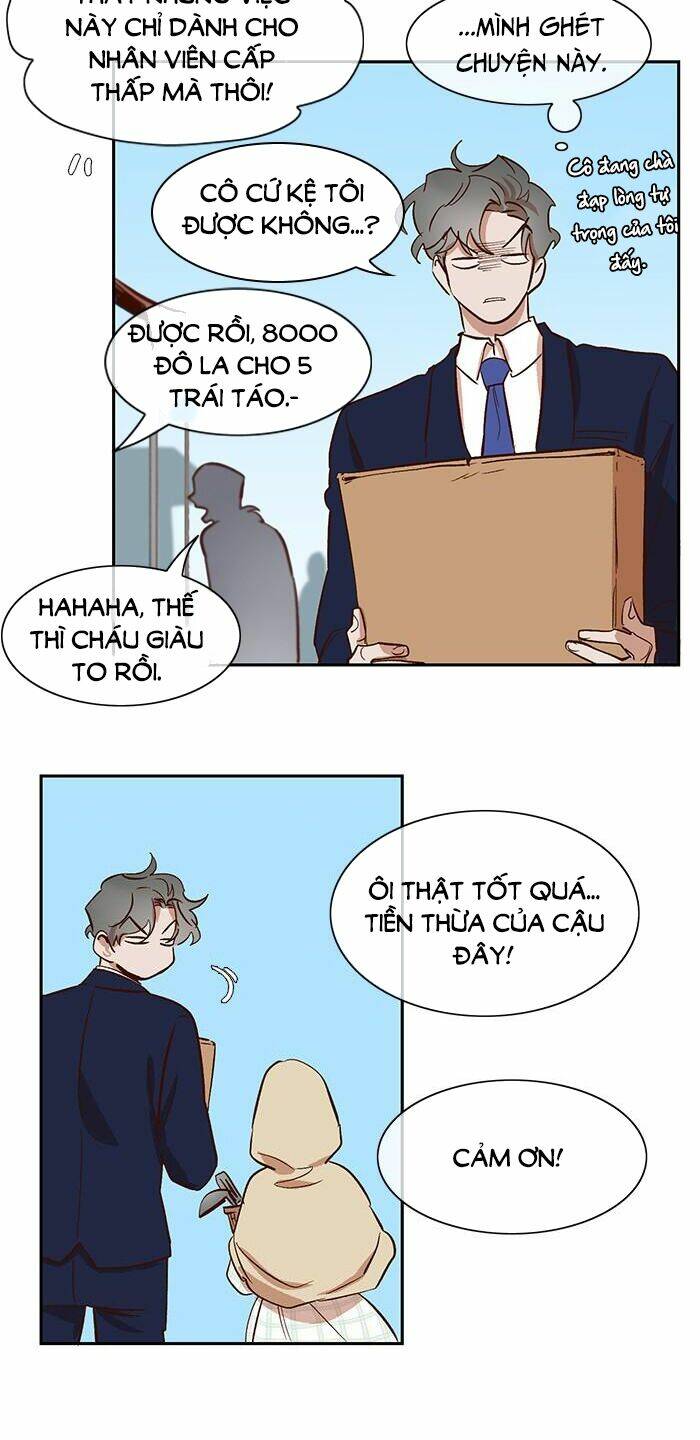 THẤY NHỮNG VIỆC
NÀY CHỈ DÀNH CHO
NHÂN VIÊN CẤP
THẤP MÀ THÔI!
...MÌNH GHÉT
CHUYỆN NÀY.
Cô đang chà
đạp lòng tự
trọng của tôi
đấy.
CÔ CỨ KỆ TÔI
ĐƯỢC KHÔNG...?
ĐƯỢC RỒI, 8000
ĐÔ LA CHO 5
TRÁI TÁO.-
HAHAHA, THẾ
THÌ CHÁU GIÀU
TO RỒI.
ÔI THẬT TỐT QUÁ...
TIỀN THỪA CỦA CẬU
ĐÂY!
CẢM ƠN!